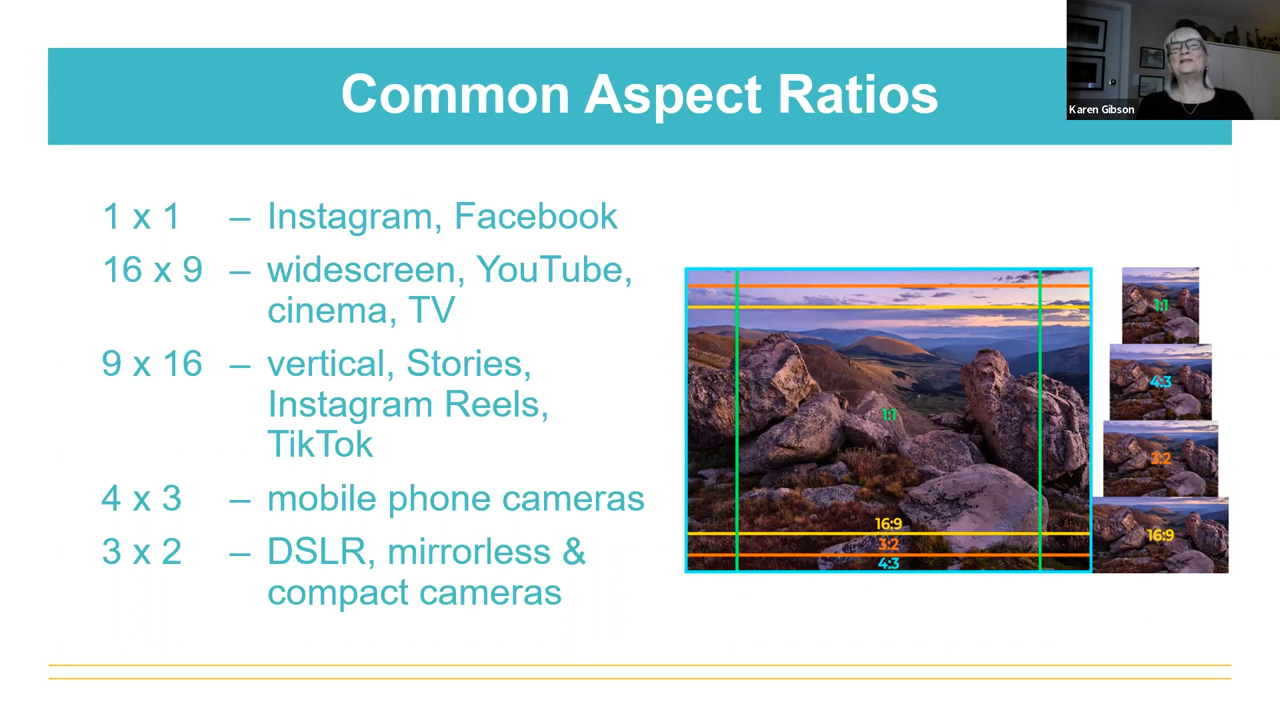 Common Aspect Ratios
Karen Gibson
1 x 1 – Instagram, Facebook
16 x 9 – widescreen, YouTube,
cinema, TV
9 x 16 – vertical, Stories,
Instagram Reels,
TikTok
4 x 3 – mobile phone cameras
3 x 2 – DSLR, mirrorless &
compact cameras
1:1
16:9
3:2
4:3
1:1
4:3
3:2
16:9